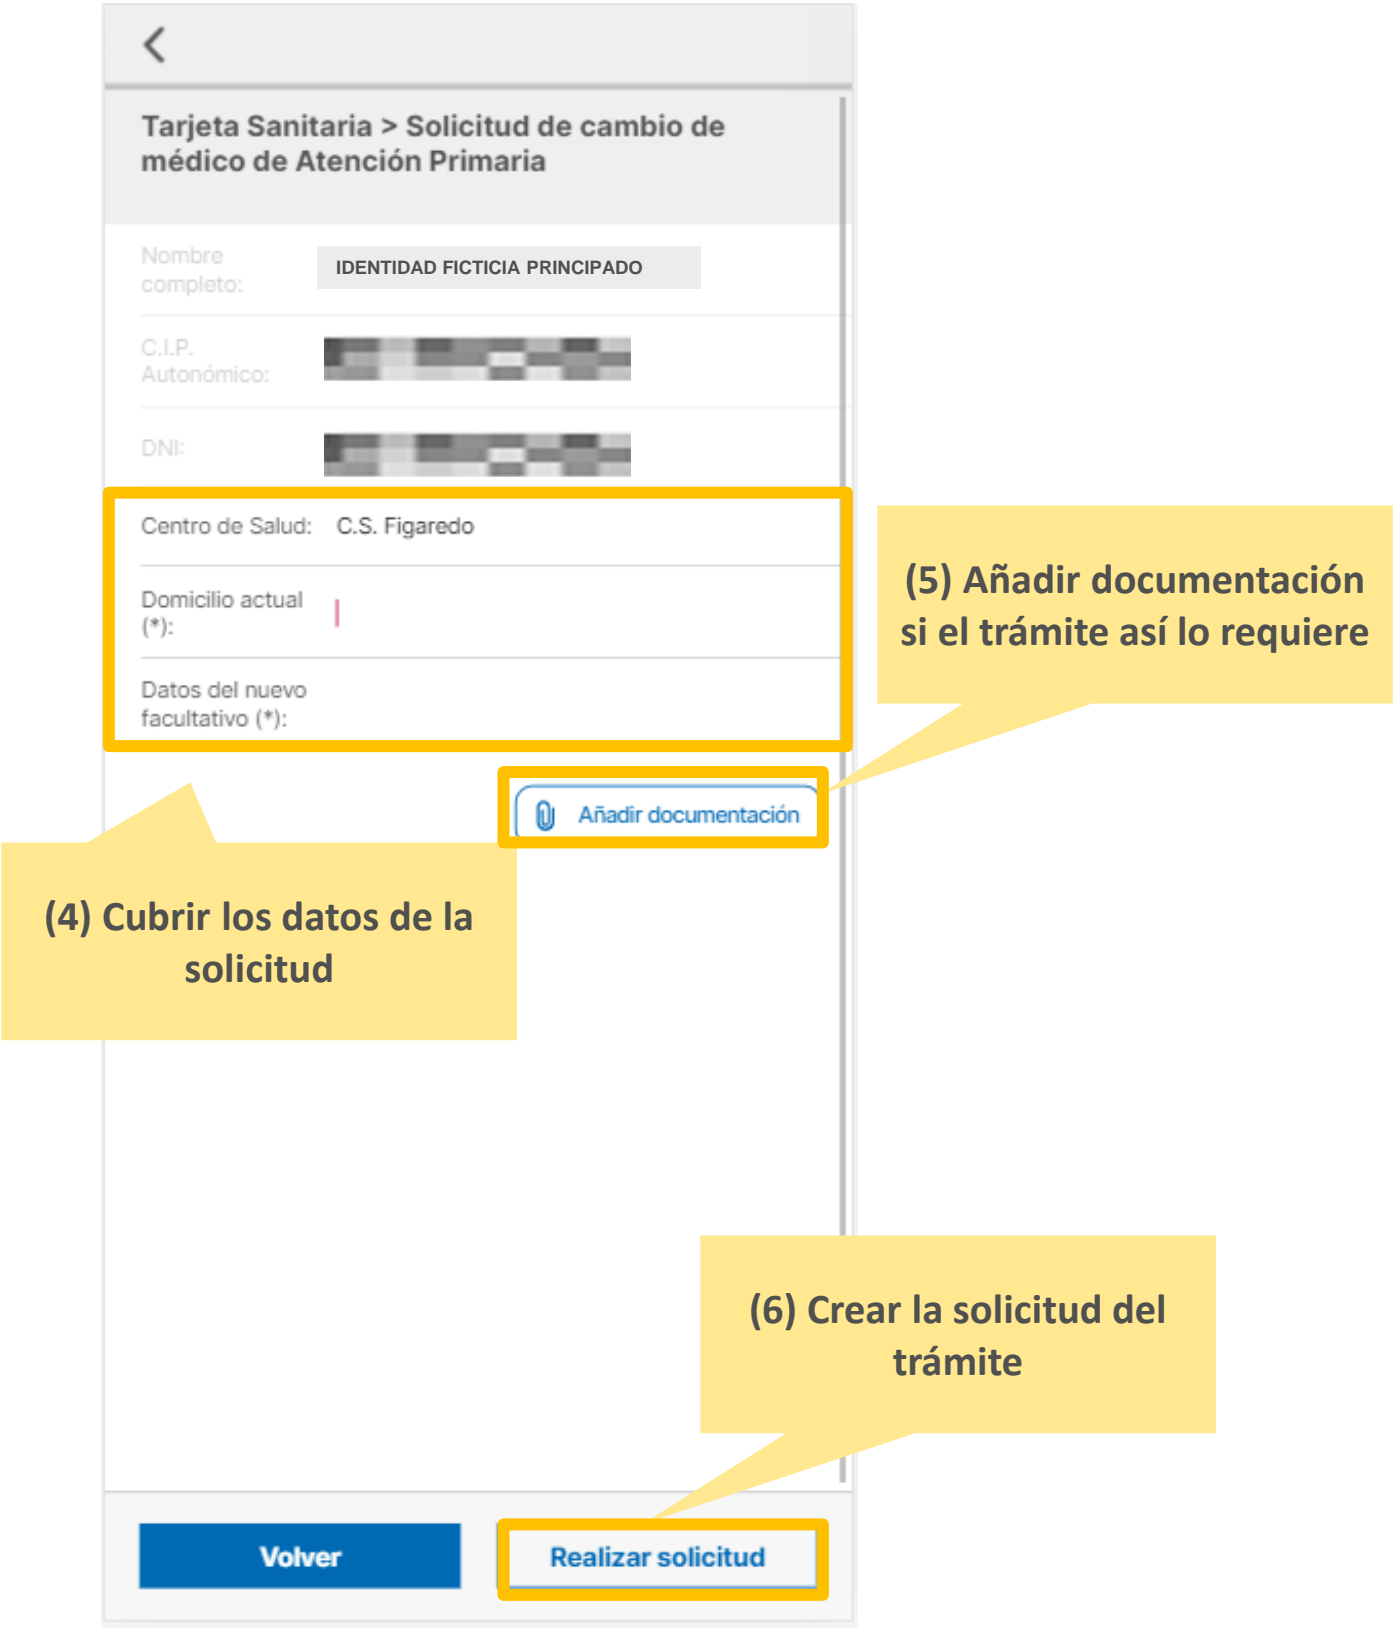 Tarjeta Sanitaria > Solicitud de cambio de
médico de Atención Primaria
Nombre
completo:
IDENTIDAD FICTICIA PRINCIPADO
C.I.P.
Autonómico:
DNI:
Centro de Salud: C.S. Figaredo
Domicilio actual
(*):
Datos del nuevo
facultativo (*):
(5) Añadir documentación
si el trámite así lo requiere
Añadir documentación
(4) Cubrir los datos de la
solicitud
(6) Crear la solicitud del
trámite
Volver
Realizar solicitud